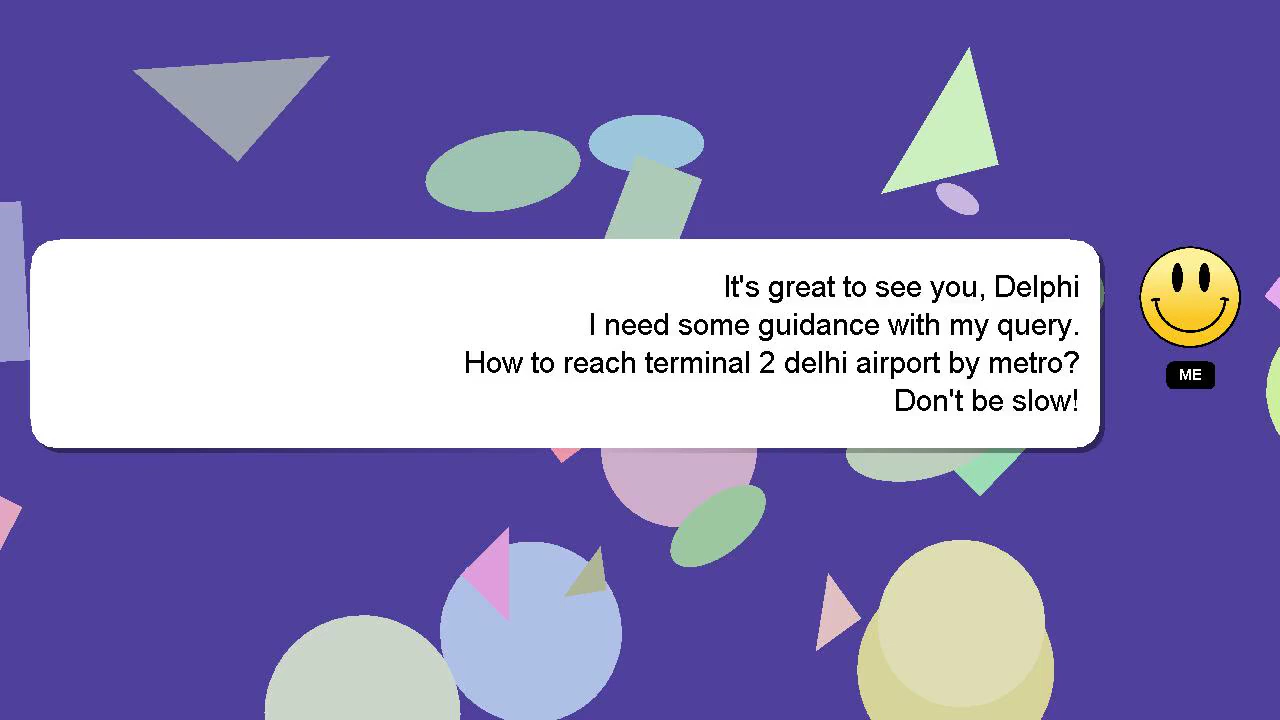 It's great to see you, Delphi
I need some guidance with my query.
How to reach terminal 2 delhi airport by metro?
Don't be slow!
ME